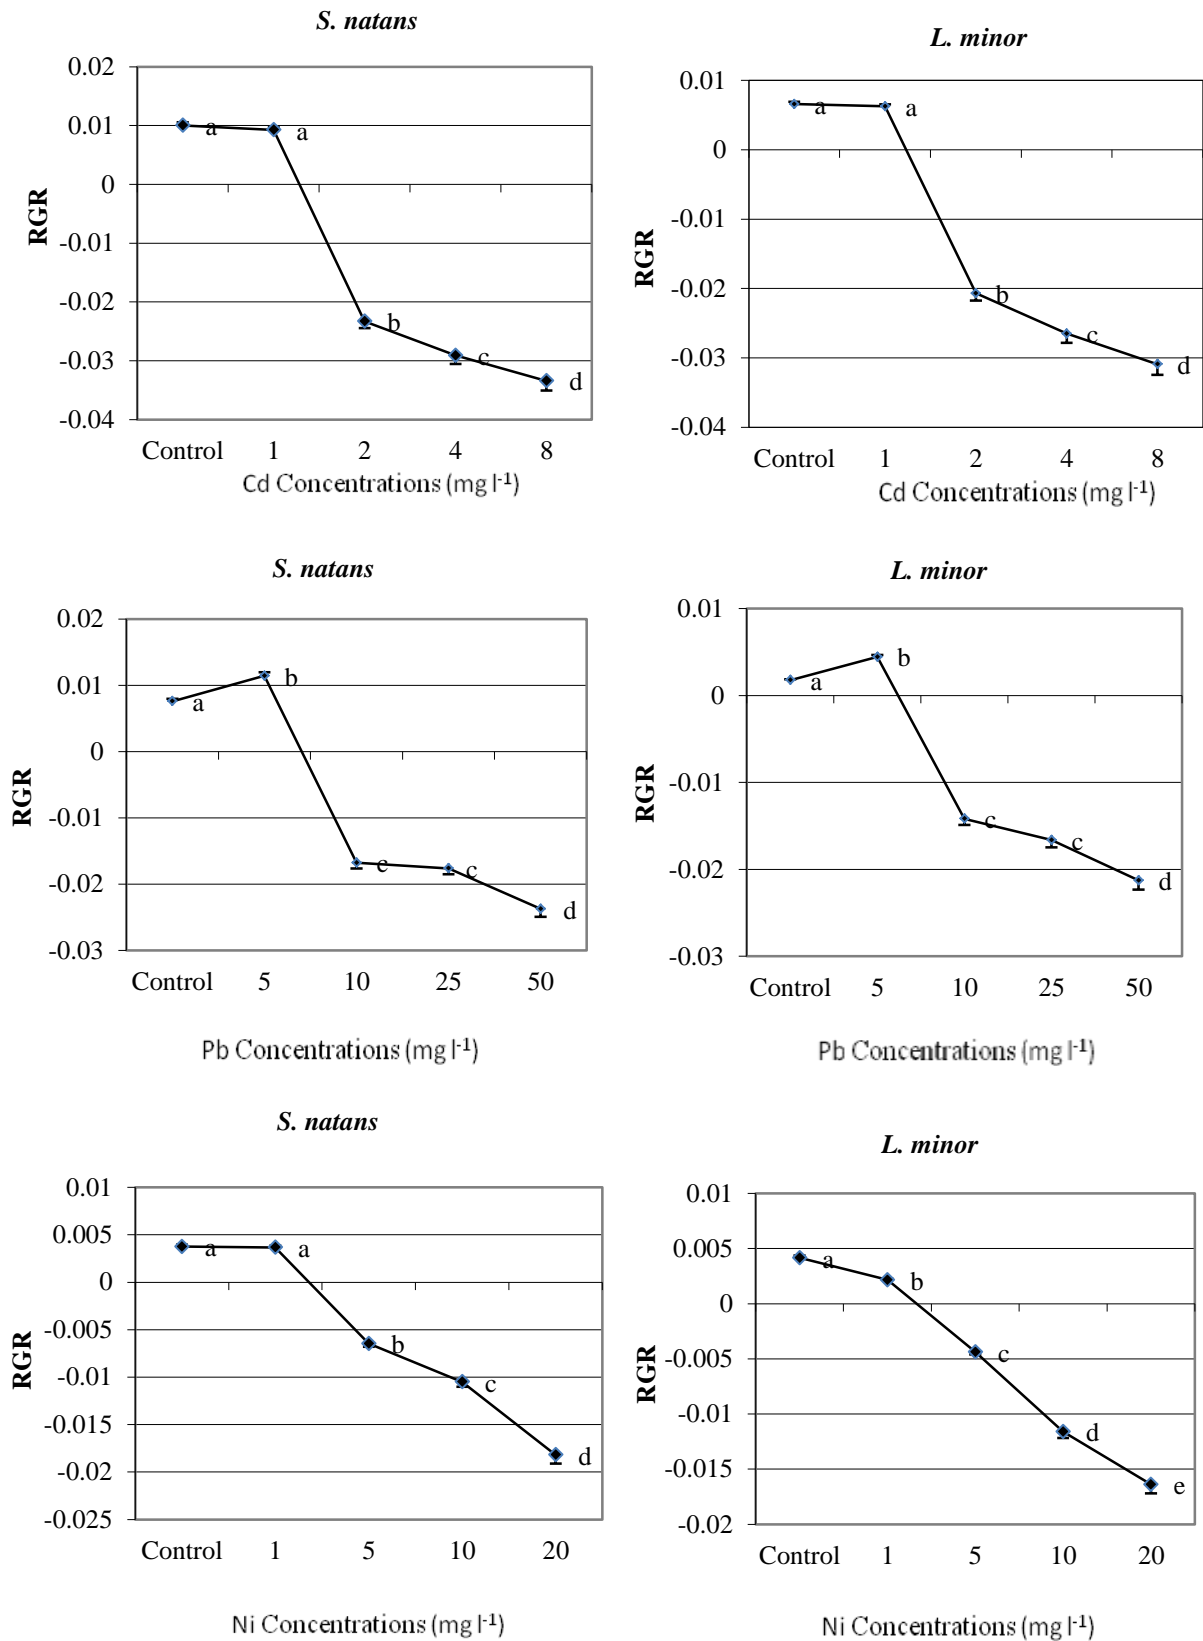 S. natans
0.02
0.01
0
-0.01
-0.02
-0.03
-0.04
RGR
a
a
b
c
d
Control 1 2 4 8
Cd Concentrations (mg l-1)
L. minor
0.01
0
-0.01
-0.02
-0.03
-0.04
RGR
a
a
b
c
d
Control 1 2 4 8
Cd Concentrations (mg l-1)
S. natans
0.02
0.01
0
-0.01
-0.02
-0.03
RGR
a
b
c
c
d
Control 5 10 25 50
Pb Concentrations (mg l-1)
L. minor
0.01
0
-0.01
-0.02
-0.03
RGR
a
b
c
c
d
Control 5 10 25 50
Pb Concentrations (mg l-1)
S. natans
0.01
0.005
0
-0.005
-0.01
-0.015
-0.02
-0.025
RGR
a
a
b
c
d
Control 1 5 10 20
Ni Concentrations (mg l-1)
L. minor
0.01
0.005
0
-0.005
-0.01
-0.015
-0.02
RGR
a
b
c
d
e
Control 1 5 10 20
Ni Concentrations (mg l-1)